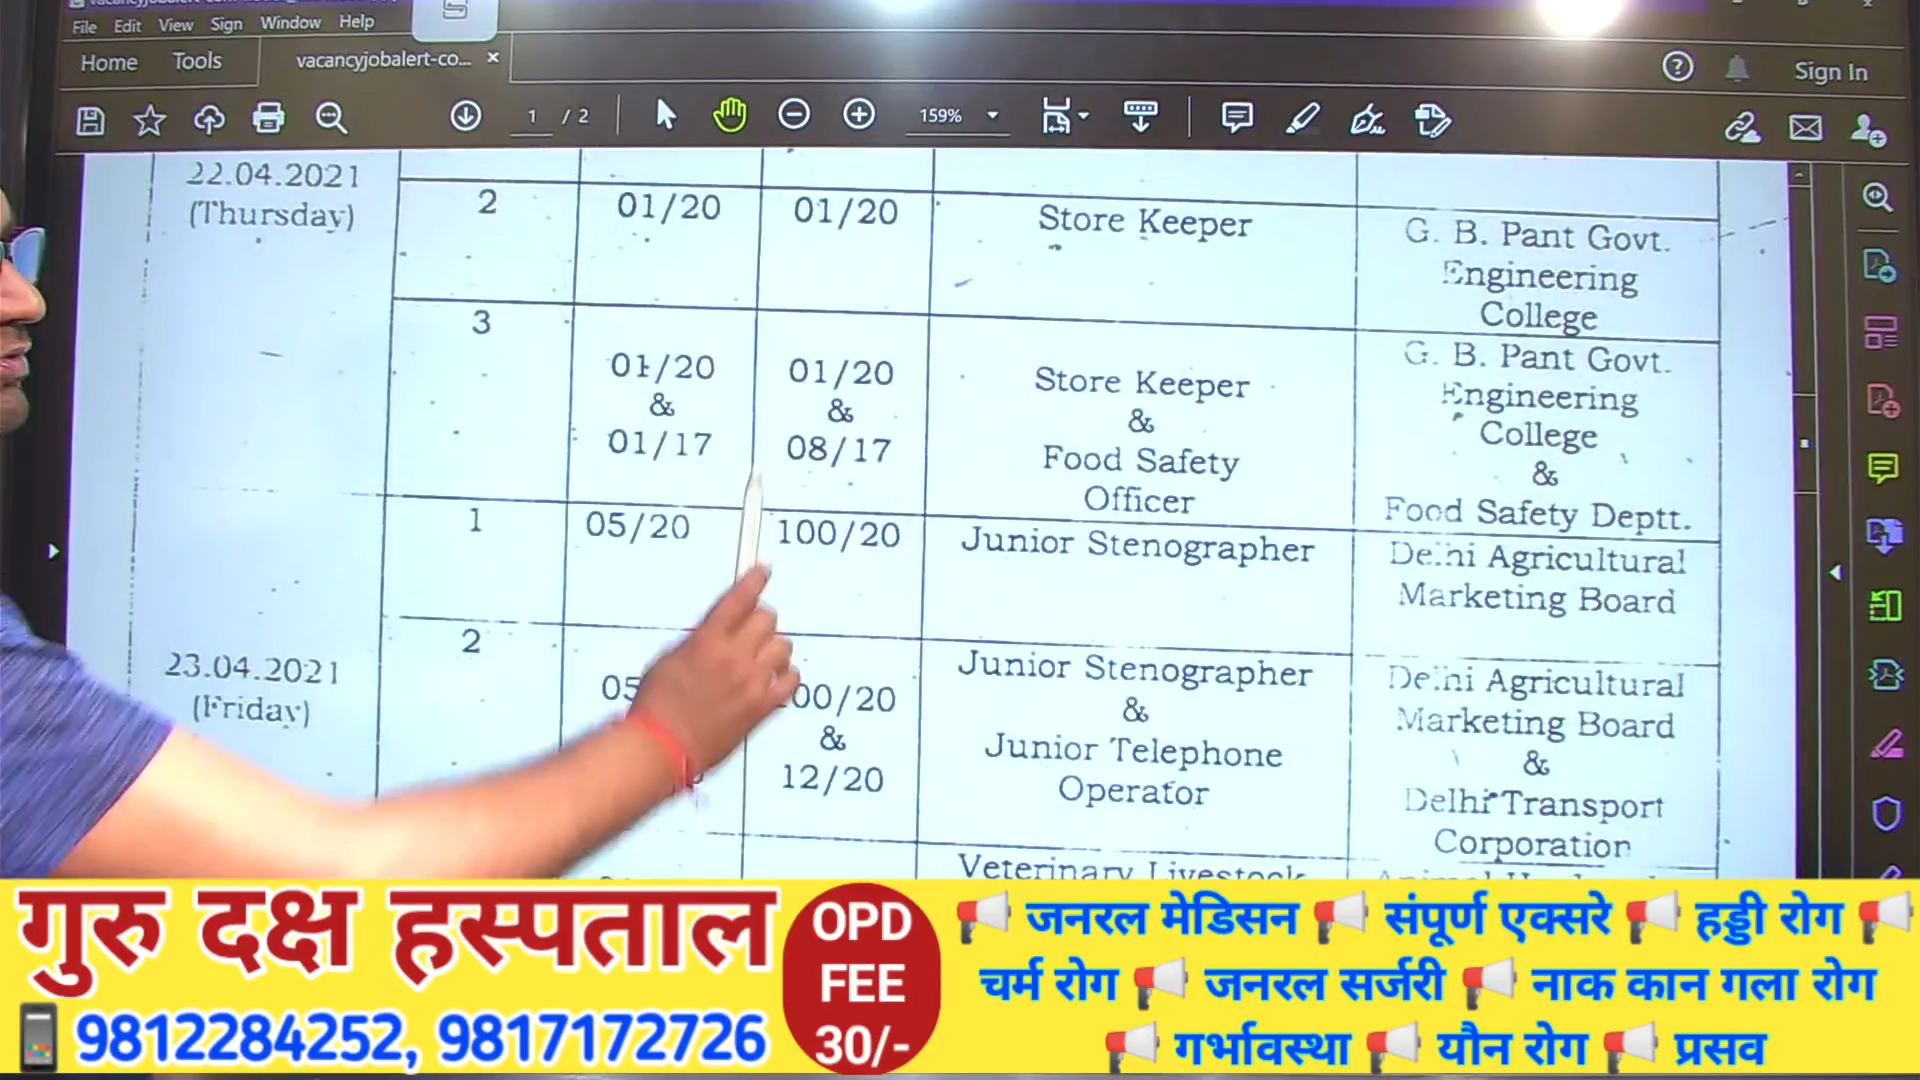 File Edit View Sign Window Help
Home Tools vacancyjobalert-co... ×
Sign In
1 / 2
159%
22.04.2021
(Thursday)
2 01/20 01/20 Store Keeper G. B. Pant Govt.
Engineering
College
3
01/20 01/20 Store Keeper G. B. Pant Govt.
& & & Engineering
01/17 08/17 Food Safety College
Officer &
Food Safety Deptt.
1 05/20 100/20 Junior Stenographer Delhi Agricultural
Marketing Board
23.04.2021
(Friday)
2 05 00/20 Junior Stenographer Delhi Agricultural
& & Marketing Board
12/20 Junior Telephone &
Operator Delhi Transport
Corporation
Veterinary Livestock
गुरु दक्ष हस्पताल
9812284252, 9817172726
OPD
FEE
30/-
जनरल मेडिसन संपूर्ण एक्सरे हड्डी रोग
चर्म रोग जनरल सर्जरी नाक कान गला रोग
गर्भावस्था यौन रोग प्रसव